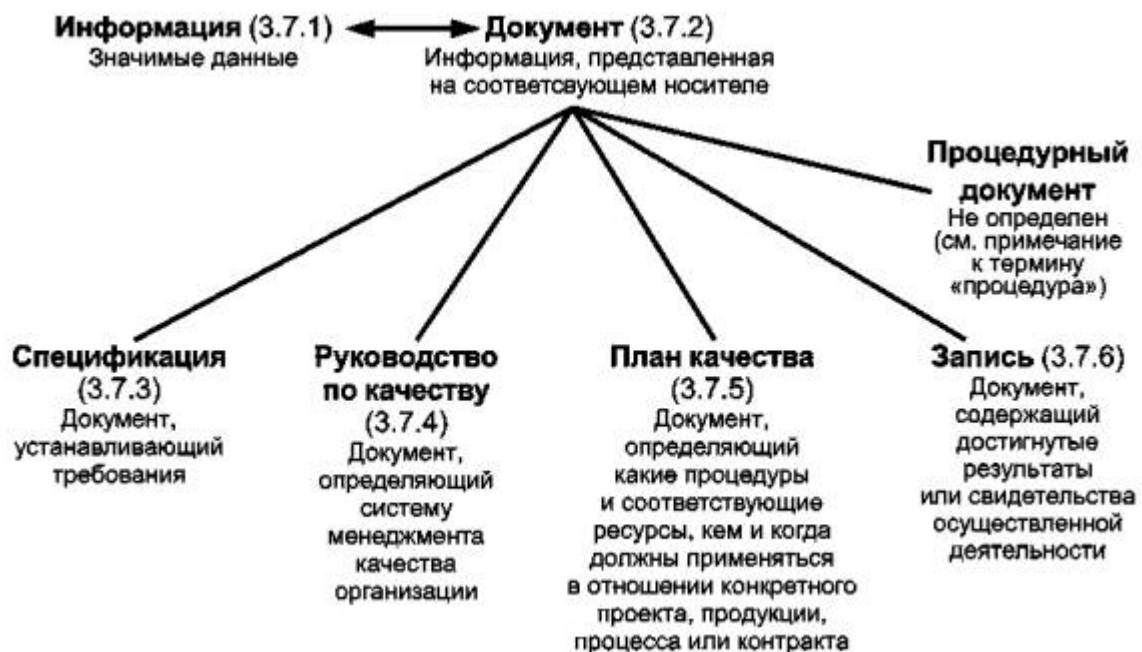 Информация (3.7.1)
Значимые данные
Документ (3.7.2)
Информация, представленная
на соответсвующем носителе
Процедурный
документ
Не определен
(см. примечание
к термину
«процедура»)
Спецификация
(3.7.3)
Документ,
устанавливающий
требования
Руководство
по качеству
(3.7.4)
Документ,
определяющий
систему
менеджмента
качества
организации
План качества
(3.7.5)
Документ,
определяющий
какие процедуры
и соответствующие
ресурсы, кем и когда
должны применяться
в отношении конкретного
проекта, продукции,
процесса или контракта
Запись (3.7.6)
Документ,
содержащий
достигнутые
результаты
или свидетельства
осуществленной
деятельности